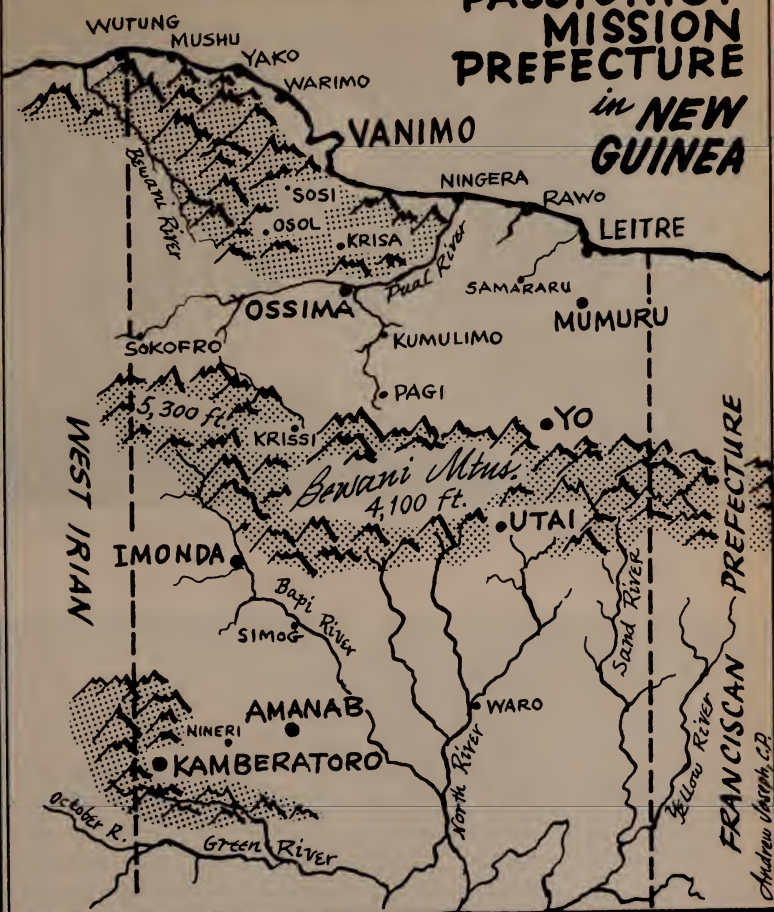 PASSIONIST
MISSION
PREFECTURE
in NEW
GUINEA
WUTUNG
MUSHU
YAKO
WARIMO
VANIMO
Bewani River
SOSI
OSOL
KRISA
NINGERA
RAWO
LEITRE
Pual River
SAMARARU
MUMURU
OSSIMA
KUMULIMO
SOKOFRO
PAGI
5,300 ft.
KRISSI
YO
Bewani Mtns.
4,100 ft.
UTAI
WEST IRIAN
IMONDA
Bapi River
SIMOG
Sand River
AMANAB
WARO
NINERI
KAMBERATORO
North River
Yellow River
October R.
Green River
FRANCISCAN PREFECTURE
Andrew Joseph, C.P.